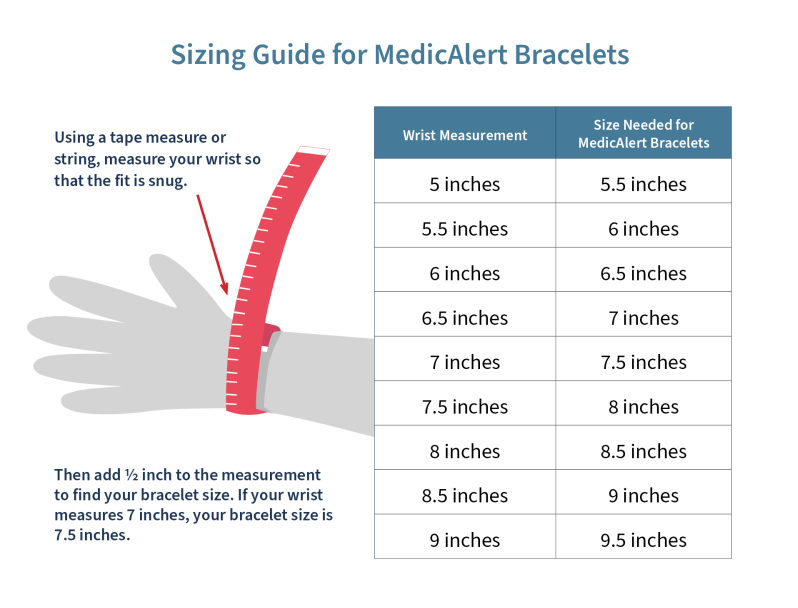 Sizing Guide for MedicAlert Bracelets
Using a tape measure or
string, measure your wrist so
that the fit is snug.
Then add ½ inch to the measurement
to find your bracelet size. If your wrist
measures 7 inches, your bracelet size is
7.5 inches.
Wrist Measurement
Size Needed for
MedicAlert Bracelets
5 inches 5.5 inches
5.5 inches 6 inches
6 inches 6.5 inches
6.5 inches 7 inches
7 inches 7.5 inches
7.5 inches 8 inches
8 inches 8.5 inches
8.5 inches 9 inches
9 inches 9.5 inches